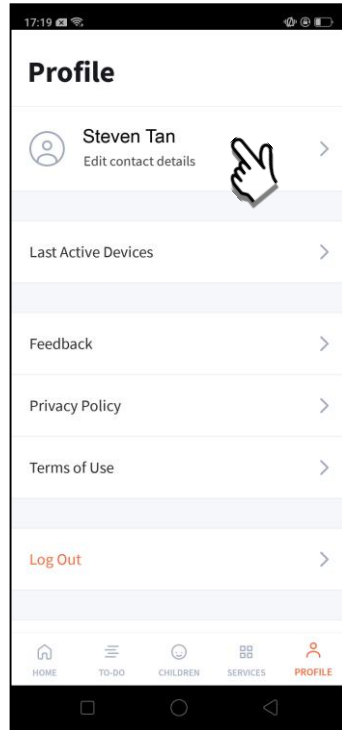 17:19
Profile
Steven Tan
Edit contact details
Last Active Devices
Feedback
Privacy Policy
Terms of Use
Log Out
HOME TO-DO CHILDREN SERVICES PROFILE